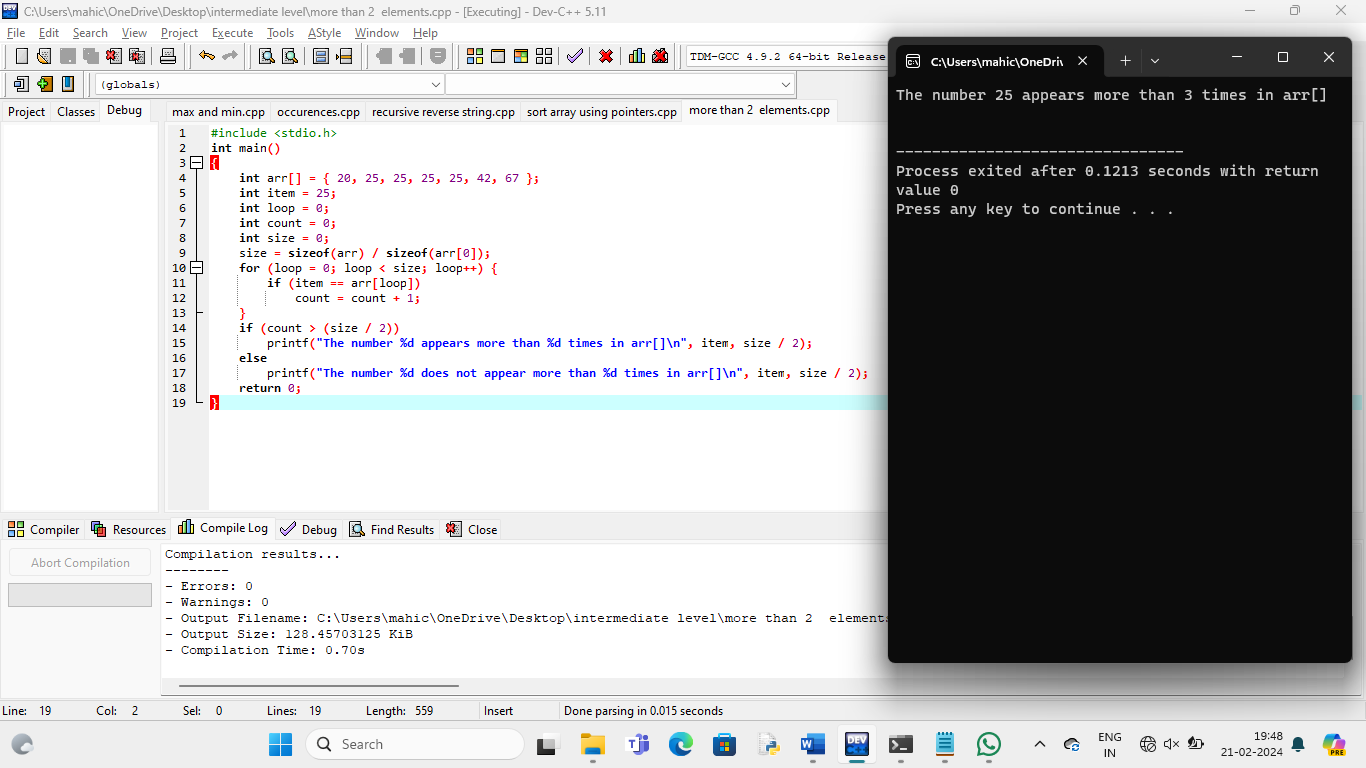 C:\Users\mahic\OneDrive\Desktop\intermediate level\more than 2  elements.cpp - [Executing] - Dev-C++ 5.11
File Edit Search View Project Execute Tools AStyle Window Help
TDM-GCC 4.9.2 64-bit Release
(globals)
Project Classes Debug
max and min.cpp occurences.cpp recursive reverse string.cpp sort array using pointers.cpp more than 2  elements.cpp
1 #include <stdio.h>
2 int main()
3 {
4 int arr[] = { 20, 25, 25, 25, 25, 42, 67 };
5 int item = 25;
6 int loop = 0;
7 int count = 0;
8 int size = 0;
9 size = sizeof(arr) / sizeof(arr[0]);
10 for (loop = 0; loop < size; loop++) {
11 if (item == arr[loop])
12 count = count + 1;
13 }
14 if (count > (size / 2))
15 printf("The number %d appears more than %d times in arr[]\n", item, size / 2);
16 else
17 printf("The number %d does not appear more than %d times in arr[]\n", item, size / 2);
18 return 0;
19 }
C:\Users\mahic\OneDri
The number 25 appears more than 3 times in arr[]
--------------------------------
Process exited after 0.1213 seconds with return
value 0
Press any key to continue . . .
Compiler Resources Compile Log Debug Find Results Close
Abort Compilation
Compilation results...
--------
- Errors: 0
- Warnings: 0
- Output Filename: C:\Users\mahic\OneDrive\Desktop\intermediate level\more than 2  elements
- Output Size: 128.45703125 KiB
- Compilation Time: 0.70s
Line: 19 Col: 2 Sel: 0 Lines: 19 Length: 559 Insert Done parsing in 0.015 seconds
Search
DEV
ENG
IN
19:48
21-02-2024
PRE